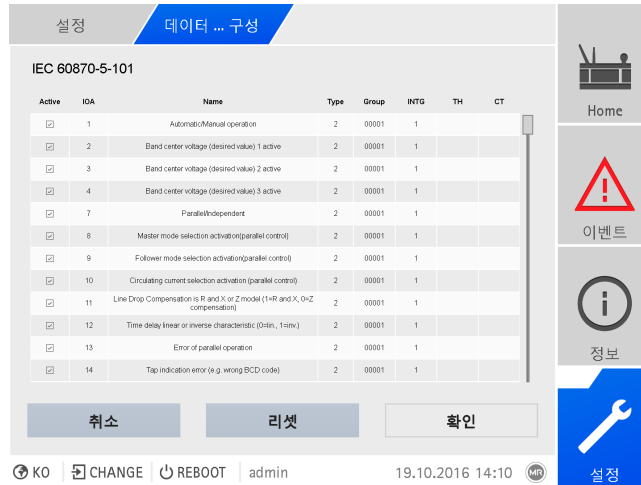 설정
데이터 ... 구성
IEC 60870-5-101
Active IOA Name Type Group INTG TH CT
1 Automatic/Manual operation 2 00001 1
2 Band center voltage (desired value) 1 active 2 00001 1
3 Band center voltage (desired value) 2 active 2 00001 1
4 Band center voltage (desired value) 3 active 2 00001 1
7 Parallel/Independent 2 00001 1
8 Master mode selection activation(parallel control) 2 00001 1
9 Follower mode selection activation(parallel control) 2 00001 1
10 Circulating current selection activation (parallel control) 2 00001 1
11 Line Drop Compensation is R and X or Z model (1=R and X, 0=Z 2 00001 1
compensation)
12 Time delay linear or inverse characteristic (0=lin., 1=inv.) 2 00001 1
13 Error of parallel operation 2 00001 1
14 Tap indication error (e.g. wrong BCD code) 2 00001 1
취소 리셋 확인
Home
이벤트
정보
설정
KO CHANGE REBOOT admin 19.10.2016 14:10 MR